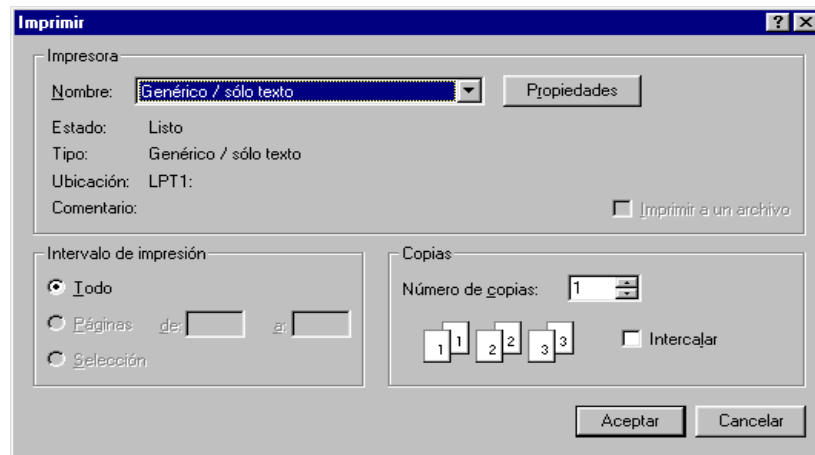 Imprimir
Impresora
Nombre: Genérico / sólo texto Propiedades
Estado: Listo
Tipo: Genérico / sólo texto
Ubicación: LPT1:
Comentario: Imprimir a un archivo
Intervalo de impresión
Todo
Páginas de: a:
Selección
Copias
Número de copias: 1
1 1 2 2 3 3 Intercalar
Aceptar Cancelar